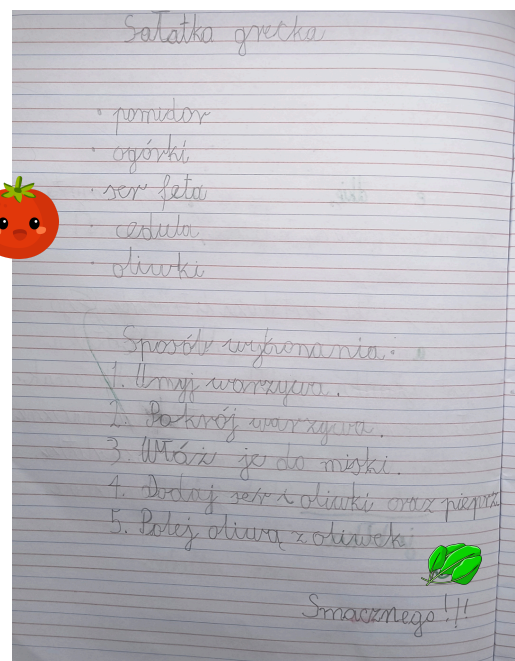 Sałatka grecka
• pomidor
• ogórki
• ser feta
• cedula
• oliwki
Sposób wykonania:
1. Umyj warzywa.
2. Pokrój warzywa.
3. Włóż je do miski.
4. Dodaj ser i oliwki oraz pieprz
5. Polej oliwą z oliwek
Smacznego!!!